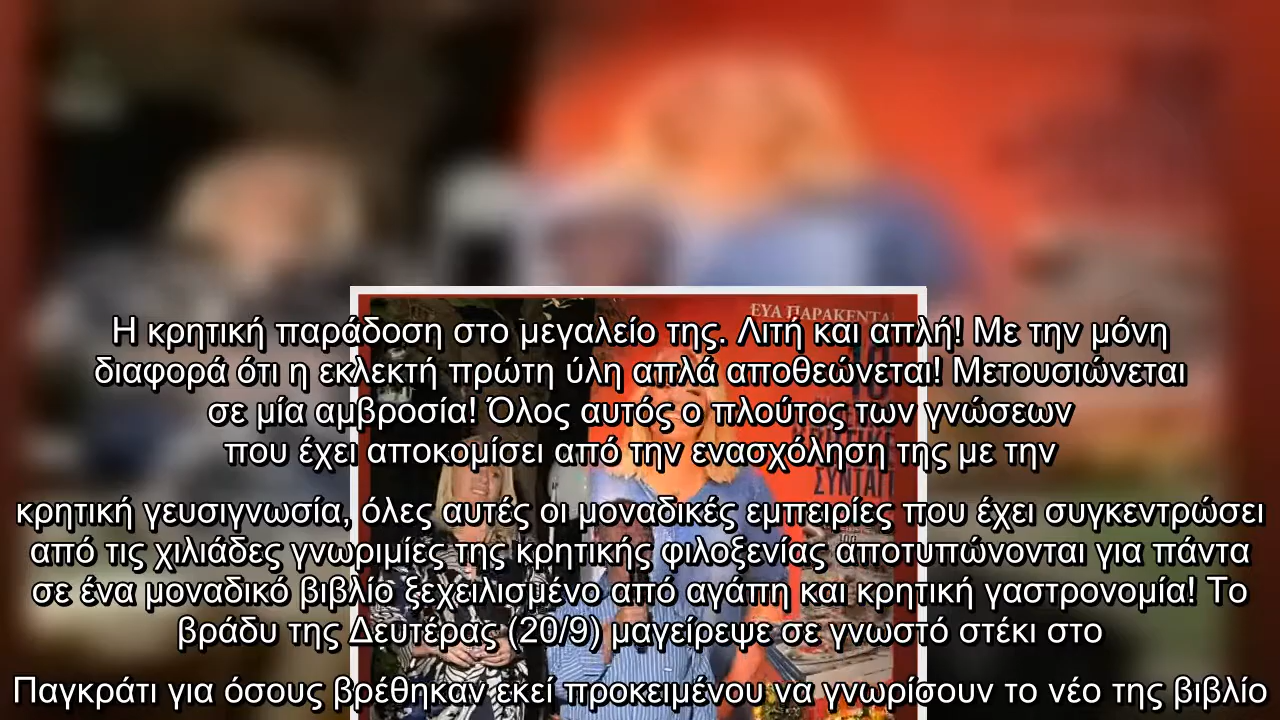 ΕΥΑ ΠΑΡΑΚΕΝΤΑ
Η κρητική παράδοση στο μεγαλείο της. Λιτή και απλή! Με την μόνη
διαφορά ότι η εκλεκτή πρώτη ύλη απλά αποθεώνεται! Μετουσιώνεται
σε μία αμβροσία! Όλος αυτός ο πλούτος των γνώσεων
που έχει αποκομίσει από την ενασχόληση της με την
κρητική γευσιγνωσία, όλες αυτές οι μοναδικές εμπειρίες που έχει συγκεντρώσει
από τις χιλιάδες γνωριμίες της κρητικής φιλοξενίας αποτυπώνονται για πάντα
σε ένα μοναδικό βιβλίο ξεχειλισμένο από αγάπη και κρητική γαστρονομία! Το
βράδυ της Δευτέρας (20/9) μαγείρεψε σε γνωστό στέκι στο
Παγκράτι για όσους βρέθηκαν εκεί προκειμένου να γνωρίσουν το νέο της βιβλίο